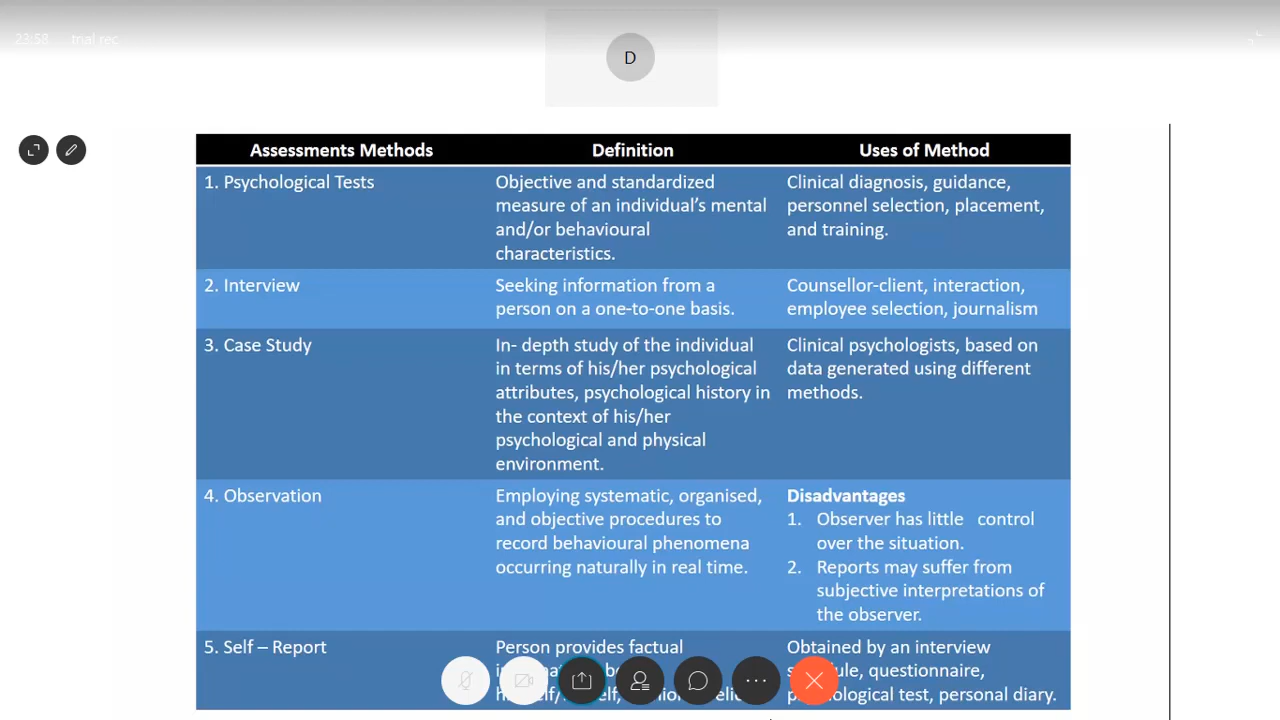 23:58 trial rec
D
Assessments Methods Definition Uses of Method
1. Psychological Tests
Objective and standardized
measure of an individual's mental
and/or behavioural
characteristics.
Clinical diagnosis, guidance,
personnel selection, placement,
and training.
2. Interview
Seeking information from a
person on a one-to-one basis.
Counsellor-client, interaction,
employee selection, journalism
3. Case Study
In- depth study of the individual
in terms of his/her psychological
attributes, psychological history in
the context of his/her
psychological and physical
environment.
Clinical psychologists, based on
data generated using different
methods.
4. Observation
Employing systematic, organised,
and objective procedures to
record behavioural phenomena
occurring naturally in real time.
Disadvantages
1. Observer has little control
over the situation.
2. Reports may suffer from
subjective interpretations of
the observer.
5. Self – Report
Person provides factual
Obtained by an interview
questionnaire,
test, personal diary.